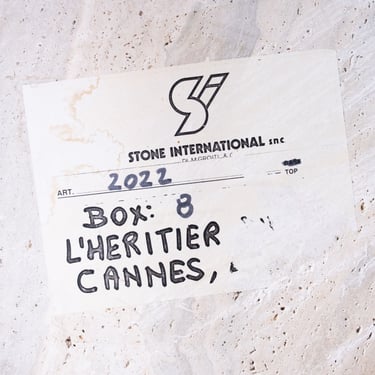 Si
STONE INTERNATIONAL snc
ART. 2022 TOP
BOX: 8
L'HERITIER
CANNES,